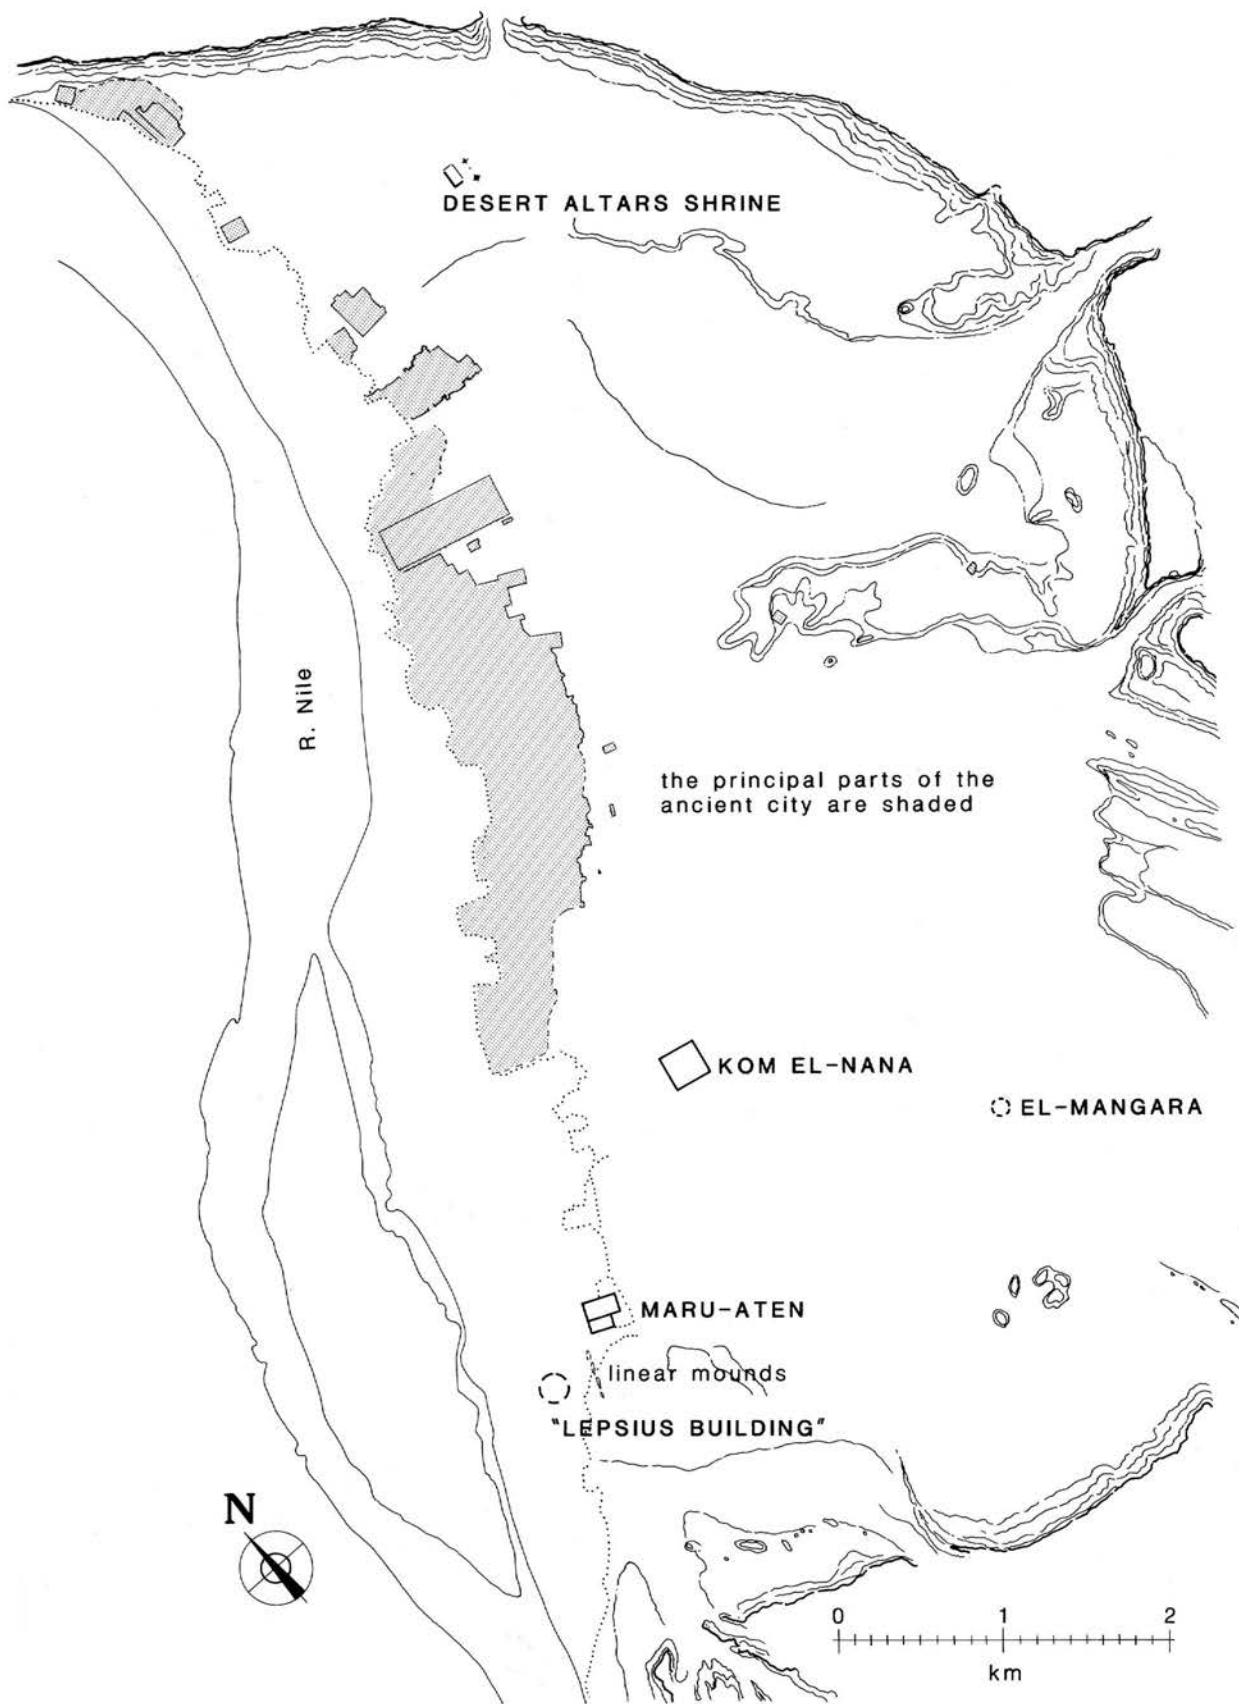 DESERT ALTARS SHRINE
R. Nile
the principal parts of the
ancient city are shaded
KOM EL-NANA
EL-MANGARA
MARU-ATEN
linear mounds
"LEPSIUS BUILDING"
N
0 1 2
km